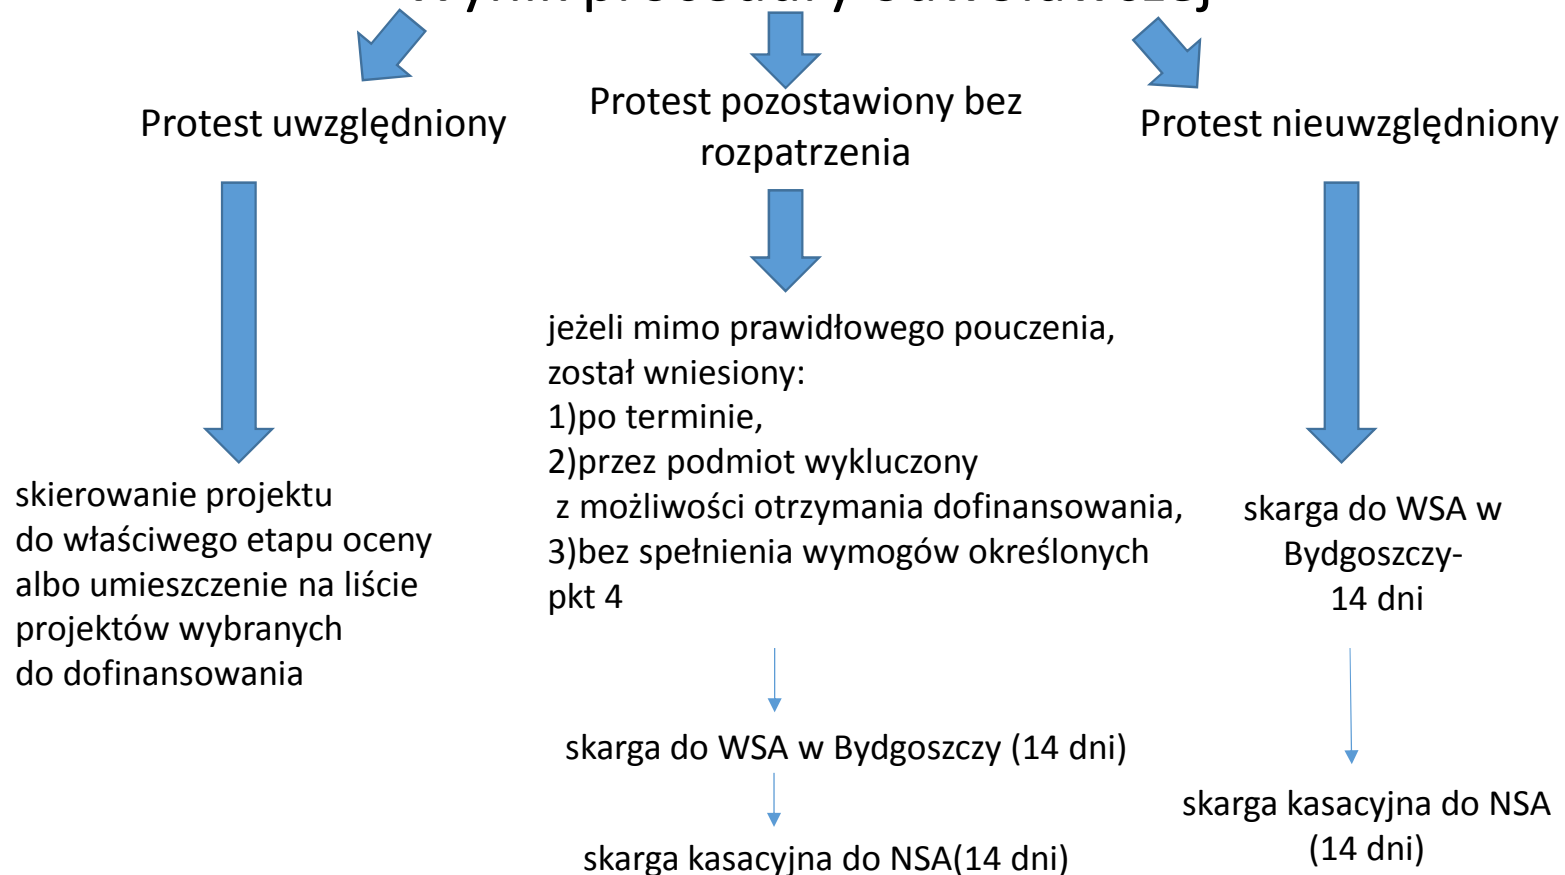 Wynik procedury odwoławczej
Protest uwzględniony
skierowanie projektu
do właściwego etapu oceny
albo umieszczenie na liście
projektów wybranych
do dofinansowania
Protest pozostawiony bez
rozpatrzenia
jeżeli mimo prawidłowego pouczenia,
został wniesiony:
1)po terminie,
2)przez podmiot wykluczony
z możliwości otrzymania dofinansowania,
3)bez spełnienia wymogów określonych
pkt 4
skarga do WSA w Bydgoszczy (14 dni)
skarga kasacyjna do NSA(14 dni)
Protest nieuwzględniony
skarga do WSA w
Bydgoszczy-
14 dni
skarga kasacyjna do NSA
(14 dni)